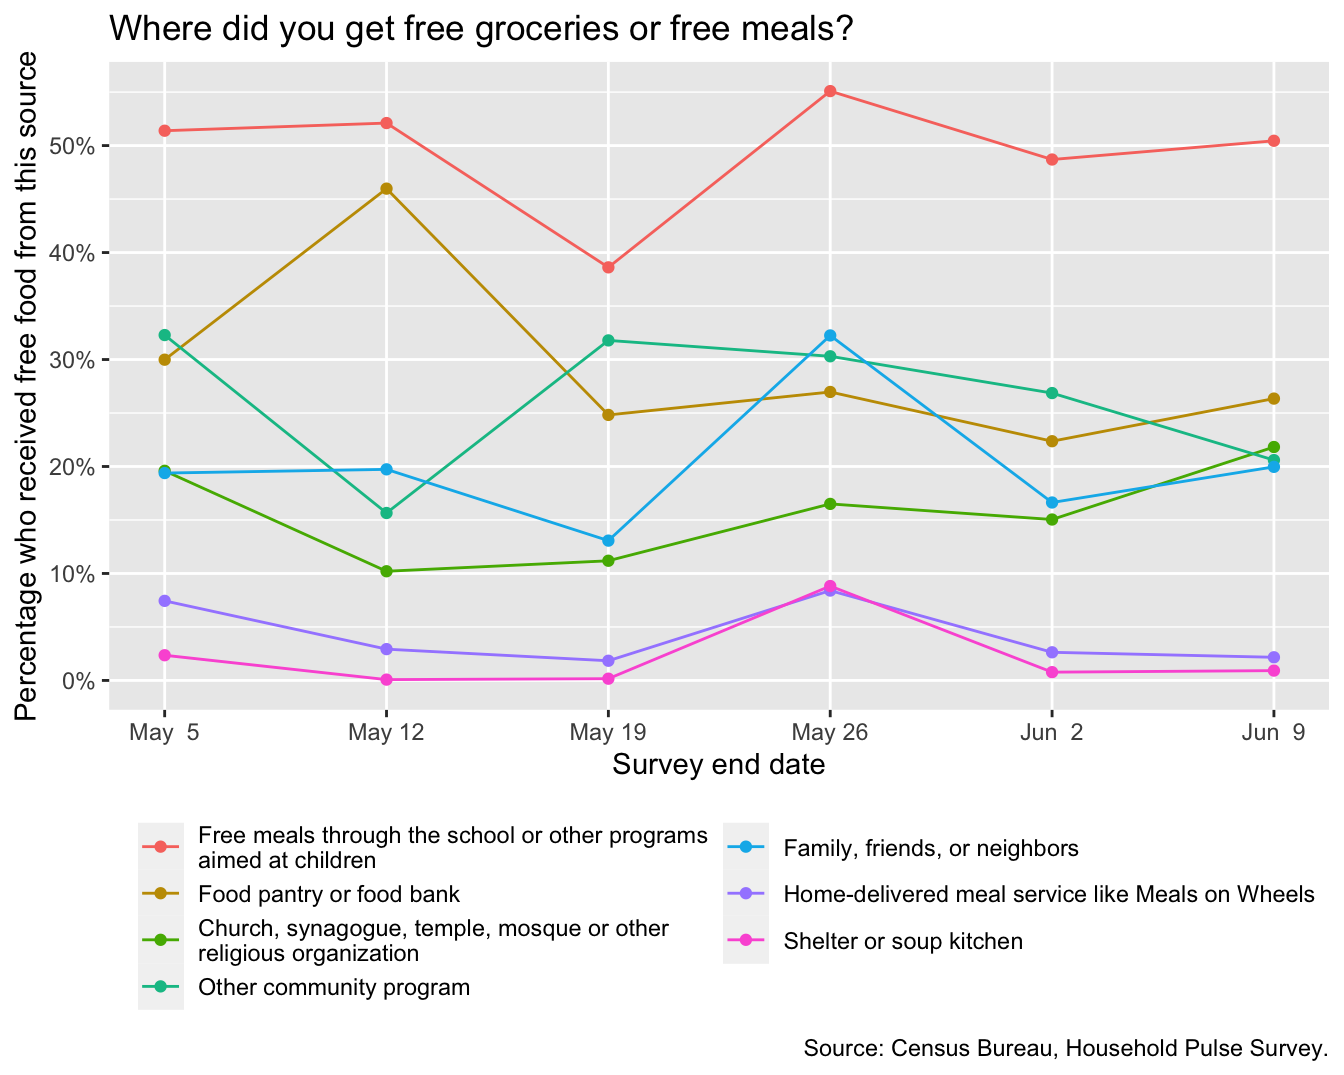 Where did you get free groceries or free meals?
Percentage who received free food from this source
50%
40%
30%
20%
10%
0%
May 5
May 12
May 19
May 26
Jun 2
Jun 9
Survey end date
Free meals through the school or other programs
aimed at children
Food pantry or food bank
Church, synagogue, temple, mosque or other
religious organization
Other community program
Family, friends, or neighbors
Home-delivered meal service like Meals on Wheels
Shelter or soup kitchen
Source: Census Bureau, Household Pulse Survey.